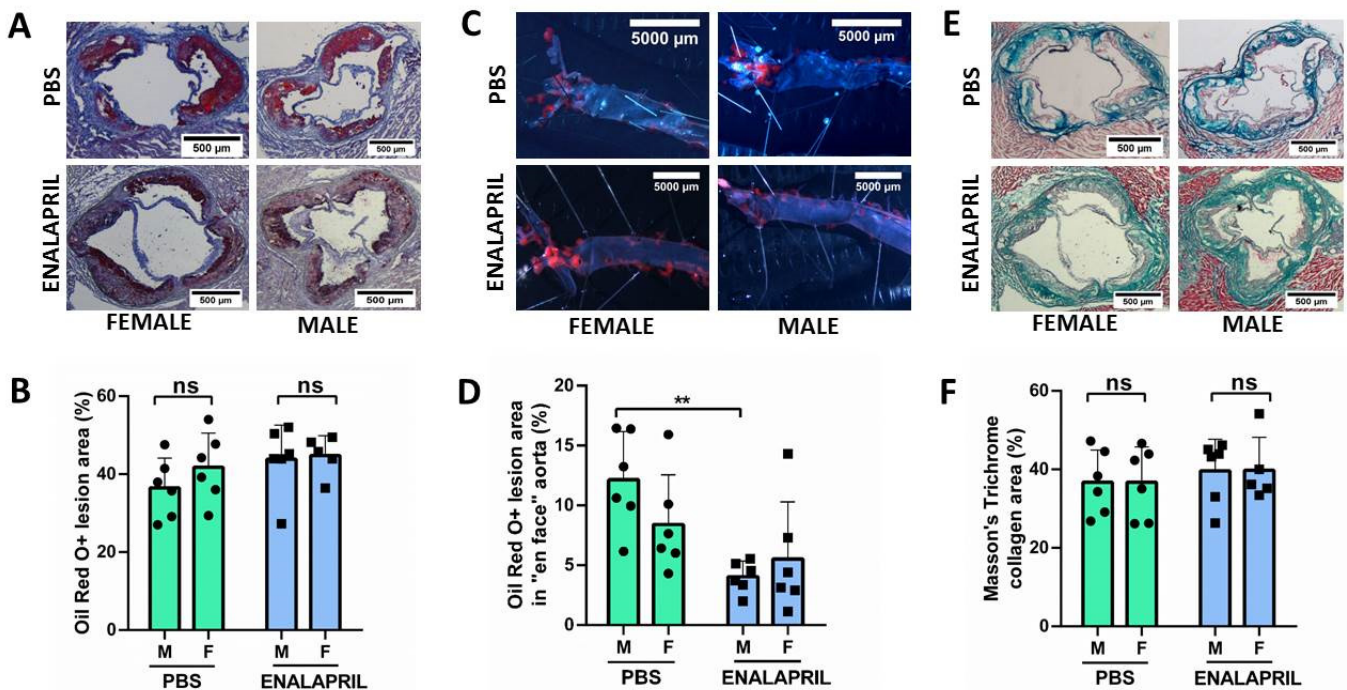 A
PBS
ENALAPRIL
500 µm
500 µm
500 µm
500 µm
FEMALE
MALE
C
PBS
ENALAPRIL
5000 µm
5000 µm
5000 µm
5000 µm
FEMALE
MALE
E
PBS
ENALAPRIL
500 µm
500 µm
500 µm
500 µm
FEMALE
MALE
B
Oil Red O+ lesion area (%)
60
40
20
0
ns
ns
M
F
M
F
PBS
ENALAPRIL
D
Oil Red O+ lesion area
in "en face" aorta (%)
20
15
10
5
0
**
M
F
M
F
PBS
ENALAPRIL
F
Masson's Trichrome
collagen area (%)
60
40
20
0
ns
ns
M
F
M
F
PBS
ENALAPRIL